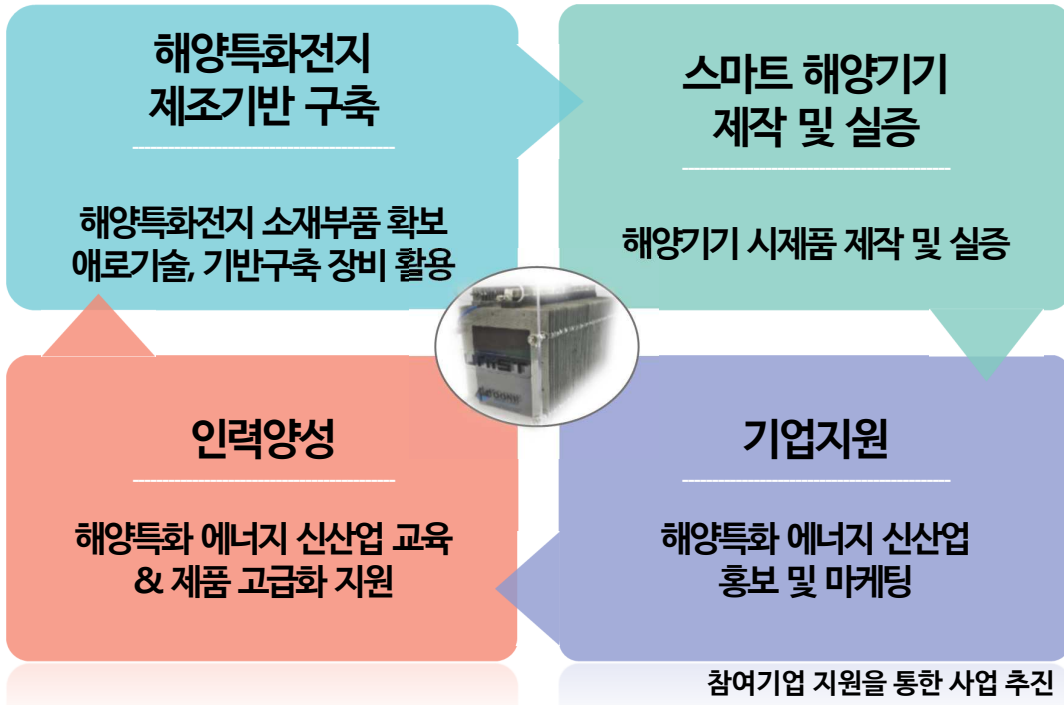 해양특화전지
제조기반 구축
해양특화전지 소재부품 확보
애로기술, 기반구축 장비 활용
스마트 해양기기
제작 및 실증
해양기기 시제품 제작 및 실증
인력양성
해양특화 에너지 신산업 교육
& 제품 고급화 지원
기업지원
해양특화 에너지 신산업
홍보 및 마케팅
참여기업 지원을 통한 사업 추진